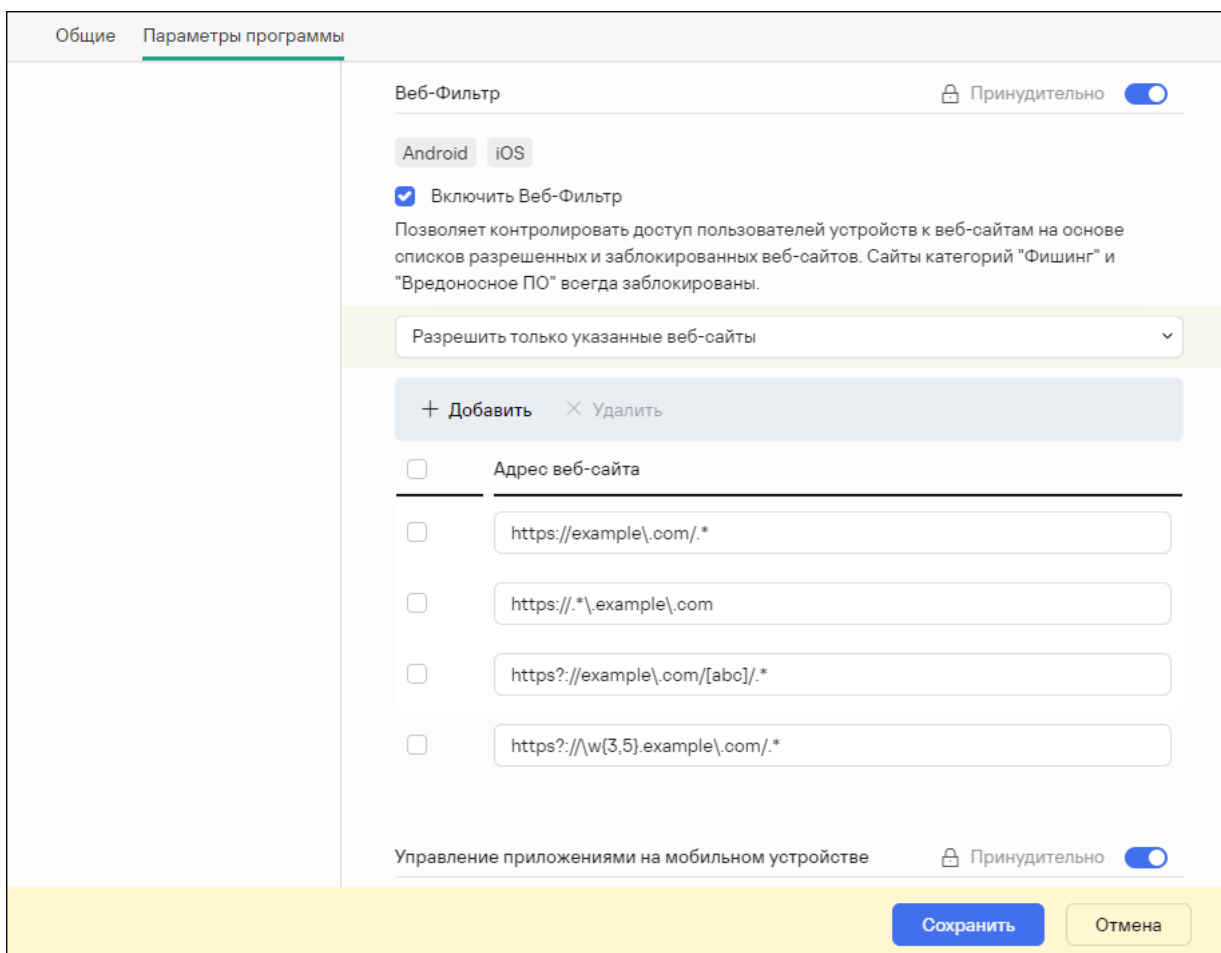 Общие Параметры программы
Веб-Фильтр Принудительно
Android iOS
Включить Веб-Фильтр
Позволяет контролировать доступ пользователей устройств к веб-сайтам на основе
списков разрешенных и заблокированных веб-сайтов. Сайты категорий "Фишинг" и
"Вредоносное ПО" всегда заблокированы.
Разрешить только указанные веб-сайты
Добавить Удалить
Адрес веб-сайта
https://example\.com/.*
https://.*\.example\.com
https?://example\.com/[abc]/.*
https?://\w{3,5}.example\.com/.*
Управление приложениями на мобильном устройстве Принудительно
Сохранить Отмена